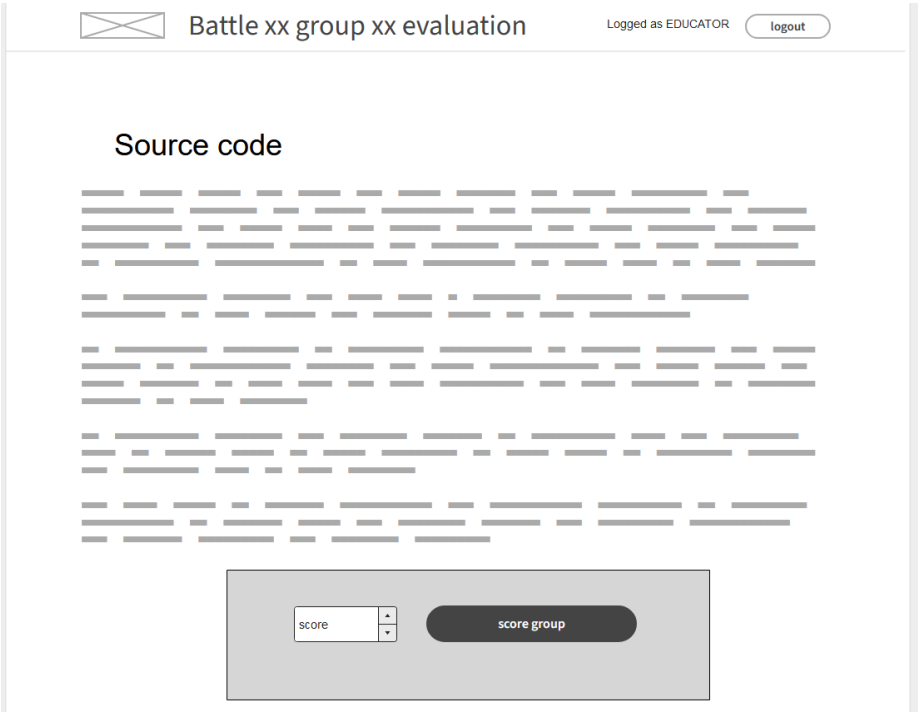 Battle xx group xx evaluation
Logged as EDUCATOR
logout
Source code
score
score group